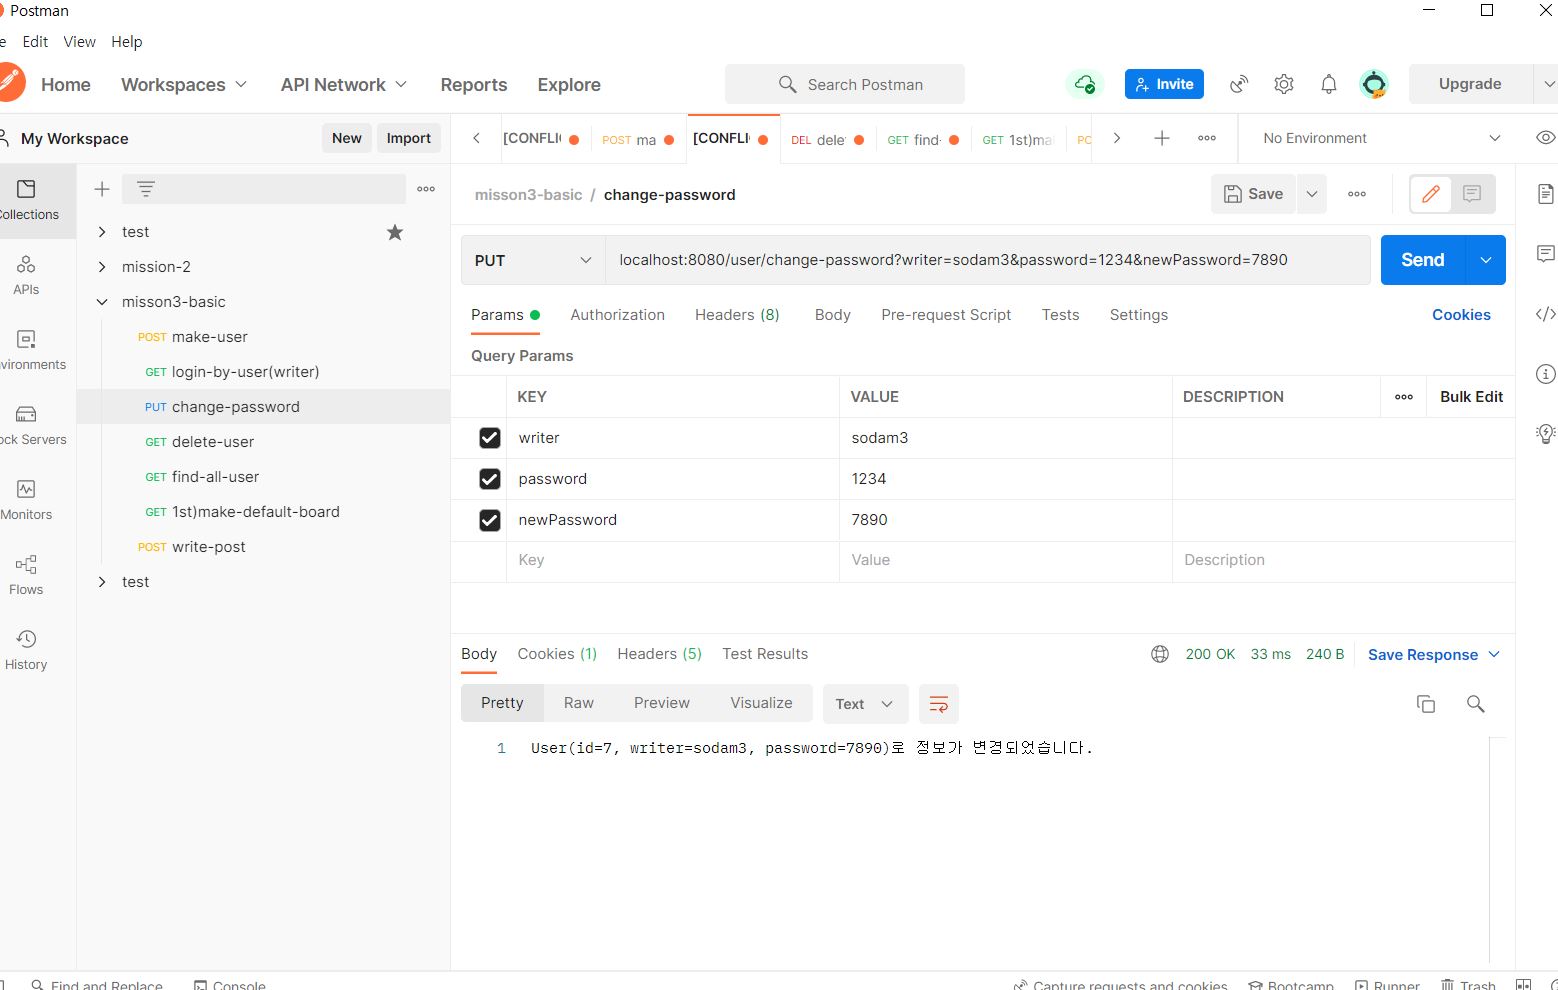 Postman
Edit View Help
Home Workspaces API Network Reports Explore Search Postman Invite Upgrade
My Workspace New Import
[CONFLI POST ma [CONFLI DEL dele GET find- GET 1st)ma PC No Environment
Collections
APIs
Environments
Mock Servers
Monitors
Flows
History
test
mission-2
misson3-basic
POST make-user
GET login-by-user(writer)
PUT change-password
GET delete-user
GET find-all-user
GET 1st)make-default-board
POST write-post
test
misson3-basic / change-password Save
PUT localhost:8080/user/change-password?writer=sodam3&password=1234&newPassword=7890 Send
Params Authorization Headers (8) Body Pre-request Script Tests Settings Cookies
Query Params
KEY VALUE DESCRIPTION Bulk Edit
writer sodam3
password 1234
newPassword 7890
Key Value Description
Body Cookies (1) Headers (5) Test Results 200 OK 33 ms 240 B Save Response
Pretty Raw Preview Visualize Text
1 User(id=7, writer=sodam3, password=7890)로 정보가 변경되었습니다.
Find and Replace Console Capture requests and cookies Bootcamp Runner Trash